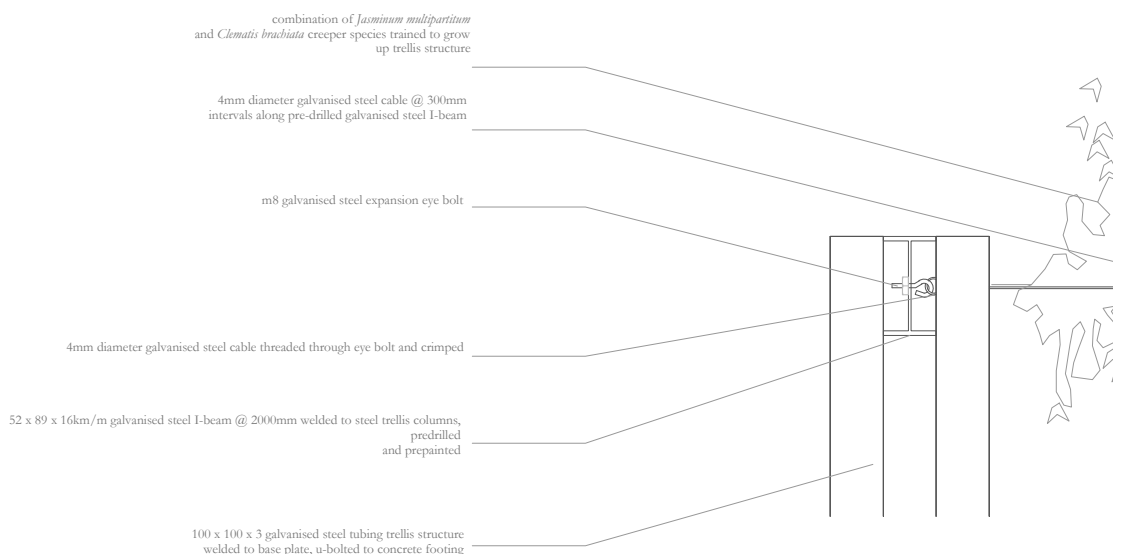 combination of Jasminum multipartitum
and Clematis brachiata creeper species trained to grow
up trellis structure
4mm diameter galvanised steel cable @ 300mm
intervals along pre-drilled galvanised steel I-beam
m8 galvanised steel expansion eye bolt
4mm diameter galvanised steel cable threaded through eye bolt and crimped
52 x 89 x 16km/m galvanised steel I-beam @ 2000mm welded to steel trellis columns,
predrilled
and prepainted
100 x 100 x 3 galvanised steel tubing trellis structure
welded to base plate, u-bolted to concrete footing